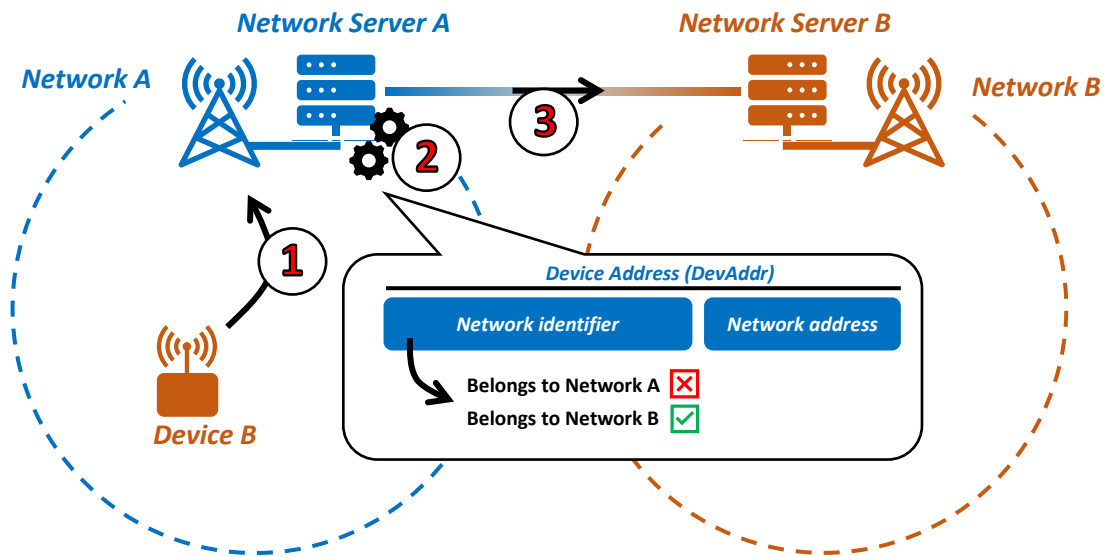 Network Server A
Network Server B
Network A
Network B
3
2
1
Device Address (DevAddr)
Network identifier
Network address
Belongs to Network A
Belongs to Network B
Device B